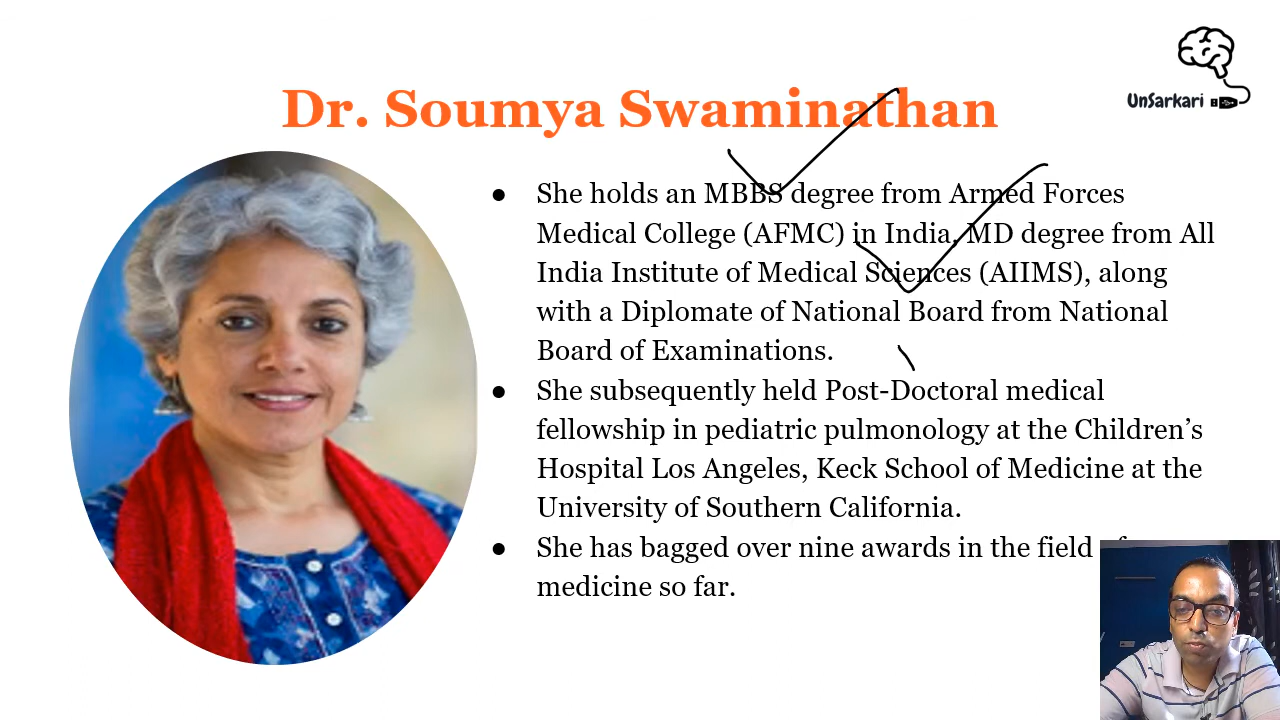 UnSarkari
Dr. Soumya Swaminathan
● She holds an MBBS degree from Armed Forces
Medical College (AFMC) in India, MD degree from All
India Institute of Medical Sciences (AIIMS), along
with a Diplomate of National Board from National
Board of Examinations.
● She subsequently held Post-Doctoral medical
fellowship in pediatric pulmonology at the Children’s
Hospital Los Angeles, Keck School of Medicine at the
University of Southern California.
● She has bagged over nine awards in the field
medicine so far.